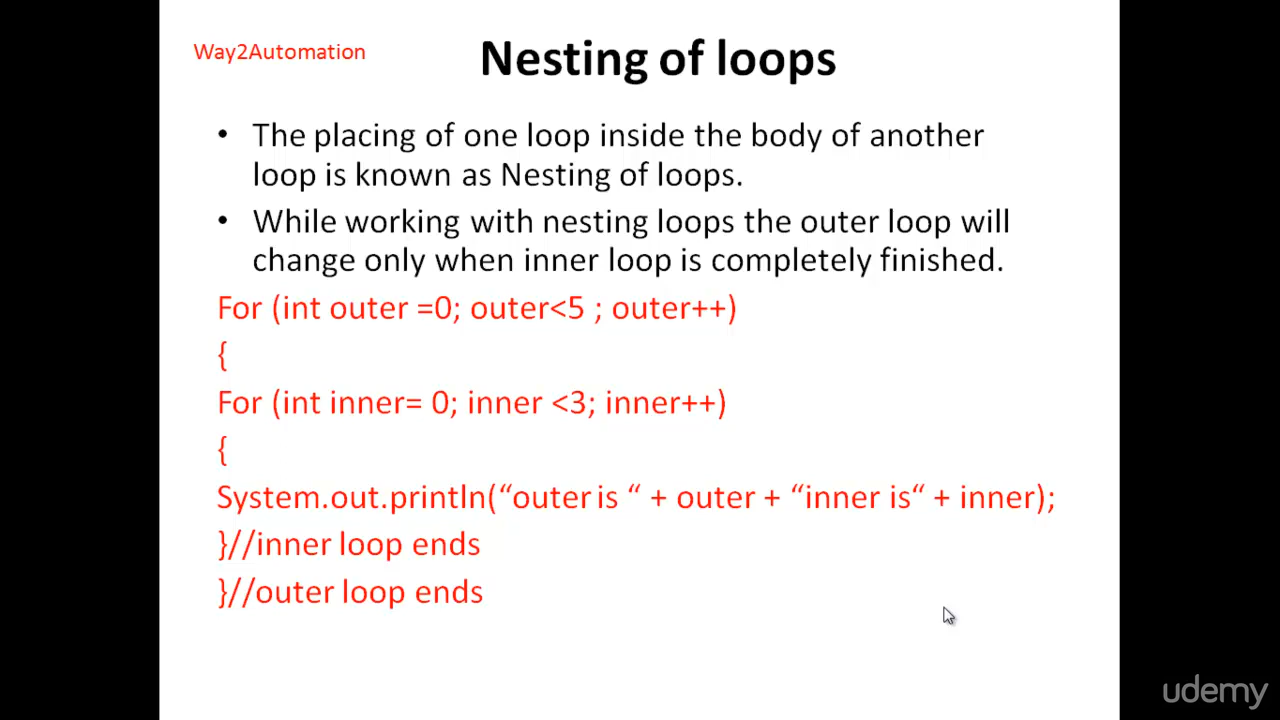 Way2Automation
Nesting of loops
• The placing of one loop inside the body of another
loop is known as Nesting of loops.
• While working with nesting loops the outer loop will
change only when inner loop is completely finished.
For (int outer =0; outer<5 ; outer++)
{
For (int inner= 0; inner <3; inner++)
{
System.out.println(“outer is “ + outer + “inner is“ + inner);
}//inner loop ends
}//outer loop ends
udemy